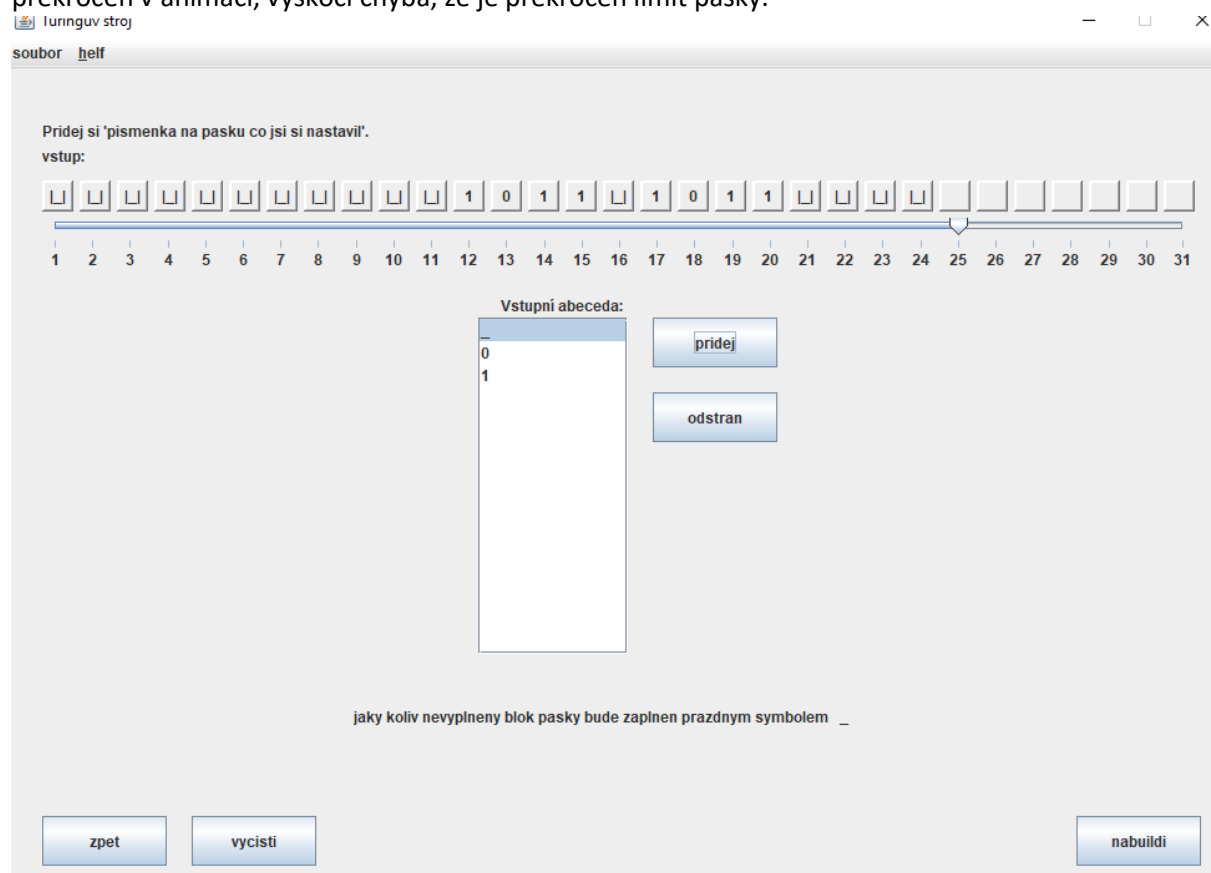 překročen v animaci, vyskočí chyba, že je překročen limit pásky.
Turinguv stroj
soubor helf
Pridej si 'pismenka na pasku co jsi si nastavil'.
vstup:
⊔ ⊔ ⊔ ⊔ ⊔ ⊔ ⊔ ⊔ ⊔ ⊔ ⊔ 1 0 1 1 ⊔ 1 0 1 1 ⊔ ⊔ ⊔ ⊔
1 2 3 4 5 6 7 8 9 10 11 12 13 14 15 16 17 18 19 20 21 22 23 24 25 26 27 28 29 30 31
Vstupní abeceda:
_
pridej
0
1
odstran
jaky koliv nevyplneny blok pasky bude zaplnen prazdnym symbolem _
zpet vycisti nabuildi